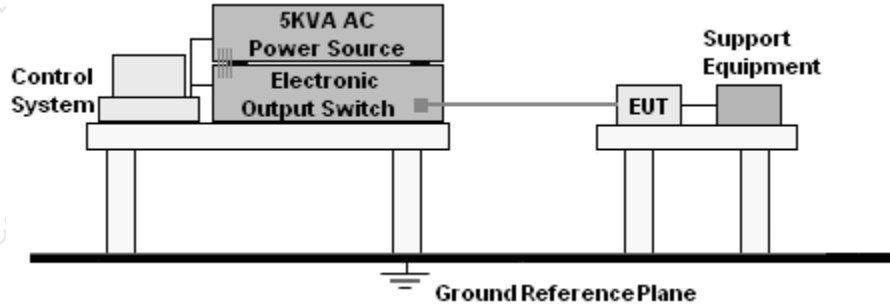 5KVA AC
Power Source
Control
System
Electronic
Output Switch
Support
Equipment
EUT
Ground Reference Plane